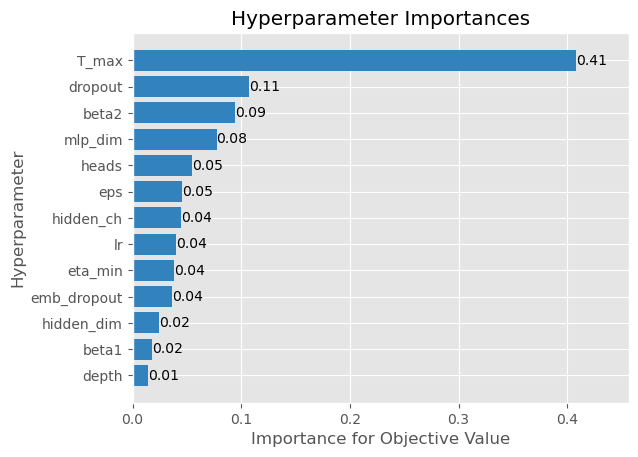 Hyperparameter Importances
Hyperparameter
T_max 0.41
dropout 0.11
beta2 0.09
mlp_dim 0.08
heads 0.05
eps 0.05
hidden_ch 0.04
lr 0.04
eta_min 0.04
emb_dropout 0.04
hidden_dim 0.02
beta1 0.02
depth 0.01
0.0 0.1 0.2 0.3 0.4
Importance for Objective Value